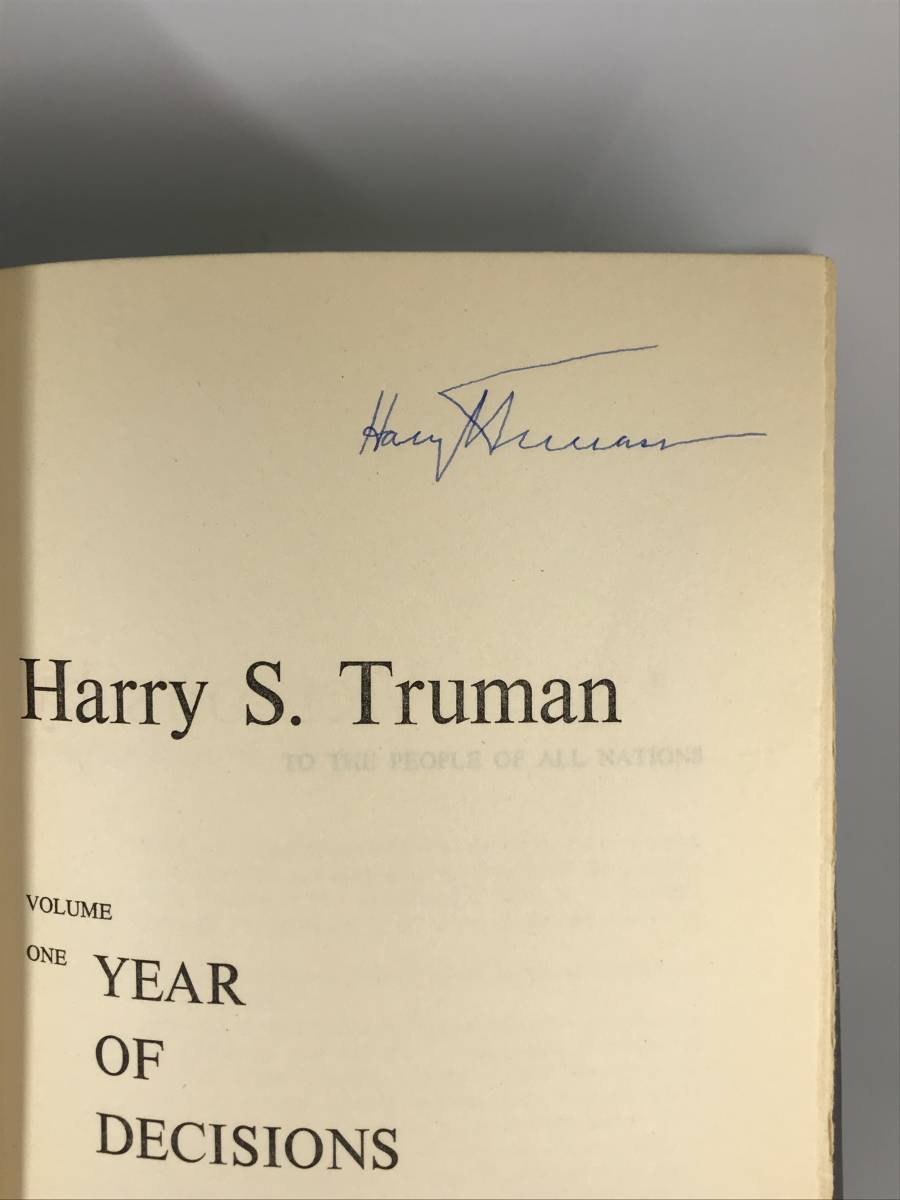 Harry S Truman
Harry S. Truman
TO THE PEOPLE OF ALL NATIONS
VOLUME
ONE YEAR
OF
DECISIONS